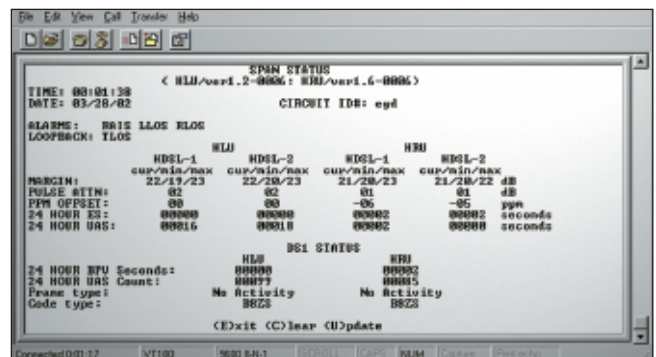 File Edit View Call Transfer Help
SPAN STATUS
( HLU/ver1.2-0006: HRU/ver1.6-0006)
TIME: 00:01:38
DATE: 03/28/02 CIRCUIT ID#: egd
ALARMS: RAIS LLOS RLOS
LOOPBACK: TLOS
HLU HRU
HDSL-1 HDSL-2 HDSL-1 HDSL-2
cur/min/max cur/min/max cur/min/max cur/min/max
MARGIN: 22/19/23 22/20/23 21/20/23 21/20/22 dB
PULSE ATTN: 02 02 01 01 dB
PPM OFFSET: 00 00 -06 -05 ppm
24 HOUR ES: 00000 00000 00002 00002 seconds
24 HOUR UAS: 00016 00018 00002 00000 seconds
DS1 STATUS
HLU HRU
24 HOUR BPV Seconds: 00000 00002
24 HOUR UAS Count:
Frame type: No Activity No Activity
Code type: B8ZS B8ZS
(E)xit (C)lear (U)pdate
Connected 0:01:17 VT100 9600 8-N-1 SCROLL CAPS NUM Capture Print echo